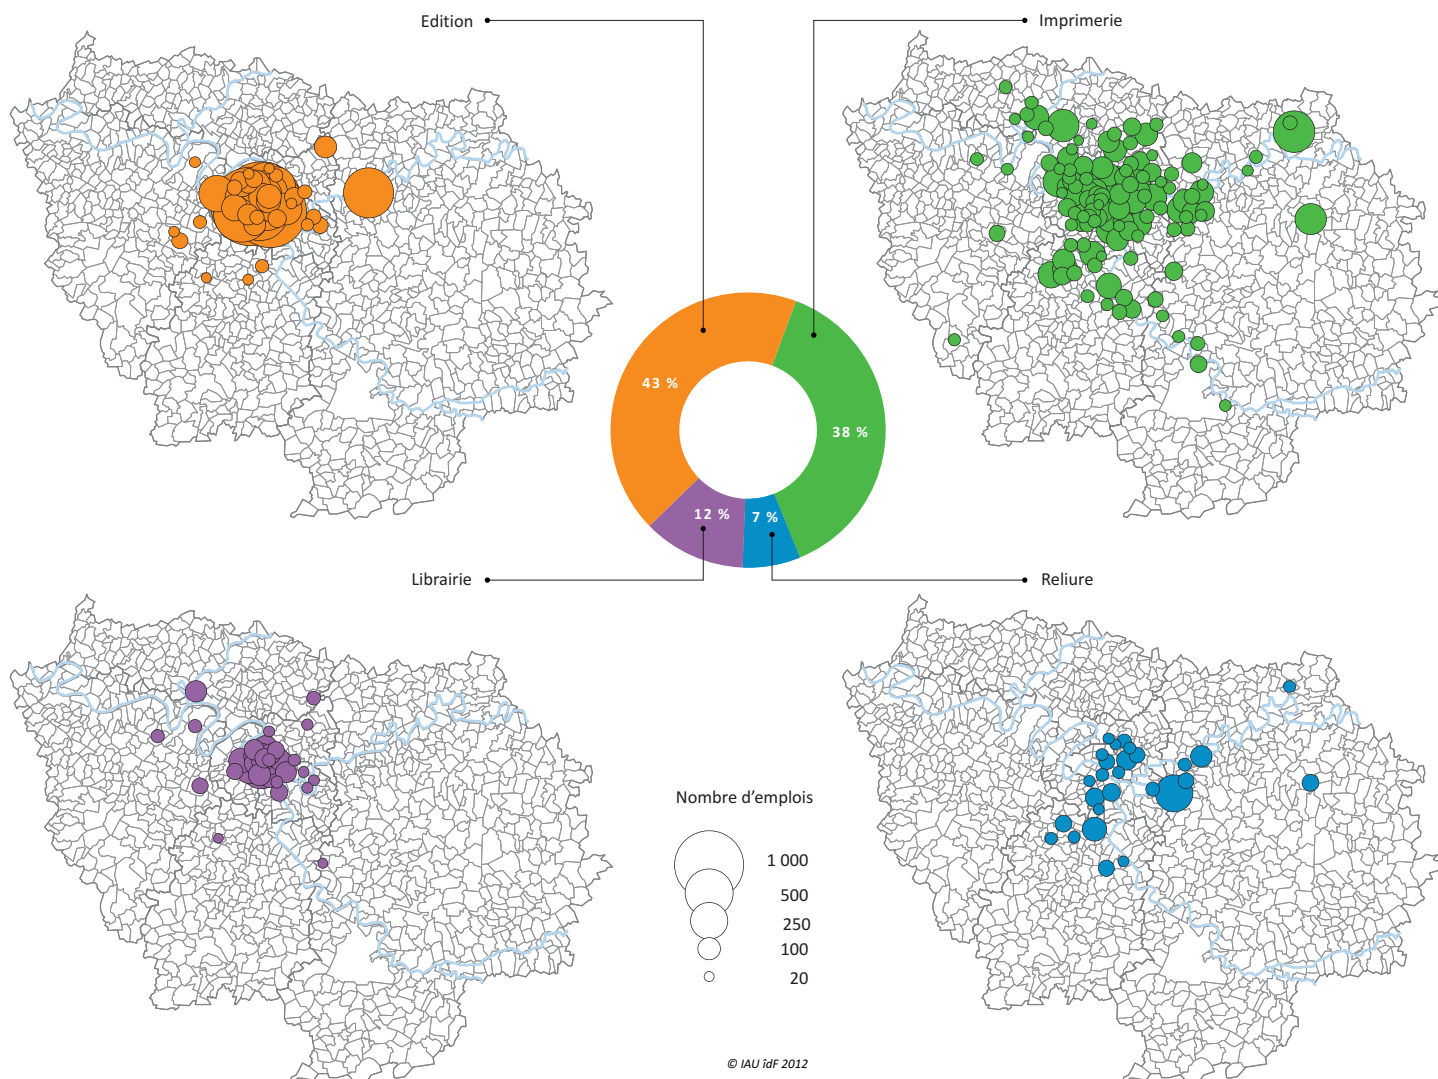 Edition
Imprimerie
43 %
38 %
12 %
7 %
Librairie
Reliure
Nombre d’emplois
1 000
500
250
100
20
© IAU îdF 2012